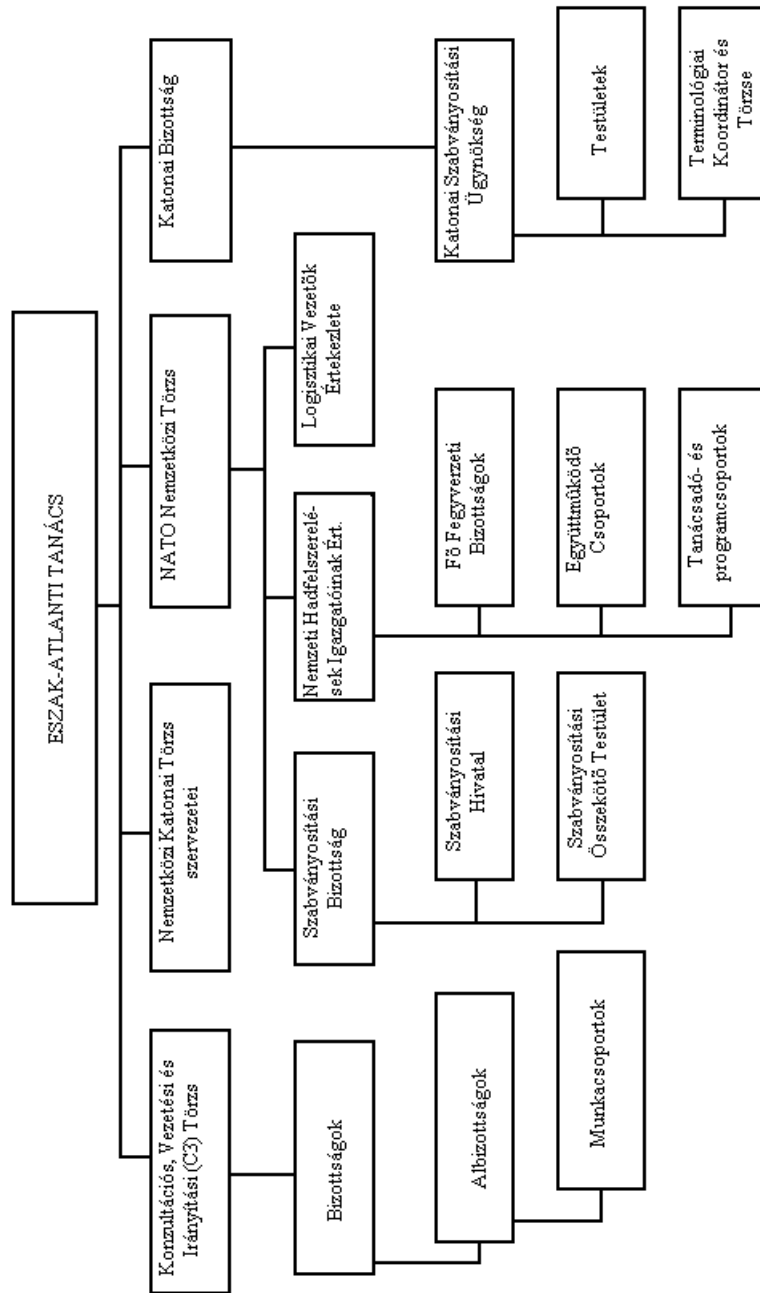 ESZAK-ATLANTI TANÁCS
Konzultációs, Vezetési és
Irányítási (C3) Törzs
Nemzetközi Katonai Törzs
szervezetei
NATO Nemzetközi Törzs
Katonai Bizottság
Bizottságok
Szabványosítási
Bizottság
Nemzeti Hadfelszerelé-
sek Igazgatóinak Ért.
Logisztikai Vezetők
Értekezlete
Albizottságok
Szabványosítási
Hivatal
Fő Fegyverzeti
Bizottságok
Katonai Szabványosítási
Ügynökség
Munkacsoportok
Szabványosítási
Összekötő Testület
Együttműködő
Csoportok
Testületek
Tanácsadó- és
programcsoportok
Terminológiai
Koordinátor és
Törzse